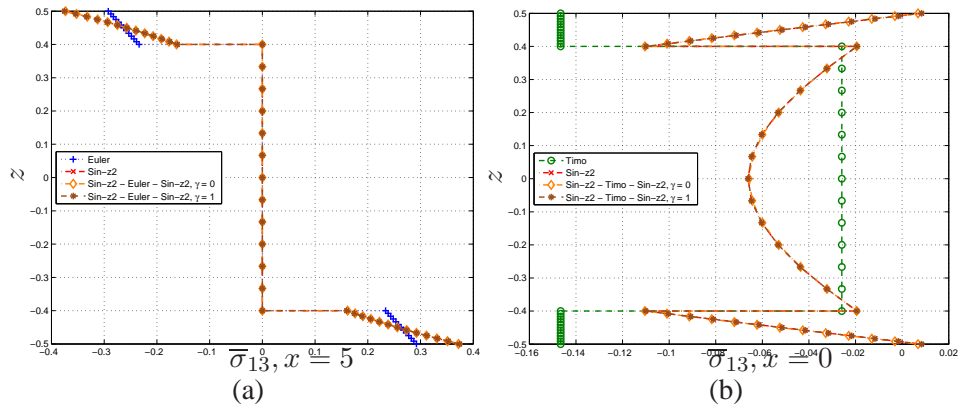 0.5
0.4
0.3
0.2
0.1
0
−0.1
−0.2
−0.3
−0.4
−0.5
z
Euler
Sin−z2
Sin−z2 − Euler − Sin−z2, γ = 0
Sin−z2 − Euler − Sin−z2, γ = 1
−0.4 −0.3 −0.2 −0.1 0 0.1 0.2 0.3 0.4
σ̅₁₃, x = 5
(a)
0.5
0.4
0.3
0.2
0.1
0
−0.1
−0.2
−0.3
−0.4
−0.5
z
Timo
Sin−z2
Sin−z2 − Timo − Sin−z2, γ = 0
Sin−z2 − Timo − Sin−z2, γ = 1
−0.16 −0.14 −0.12 −0.1 −0.08 −0.06 −0.04 −0.02 0 0.02
σ̅₁₃, x = 0
(b)